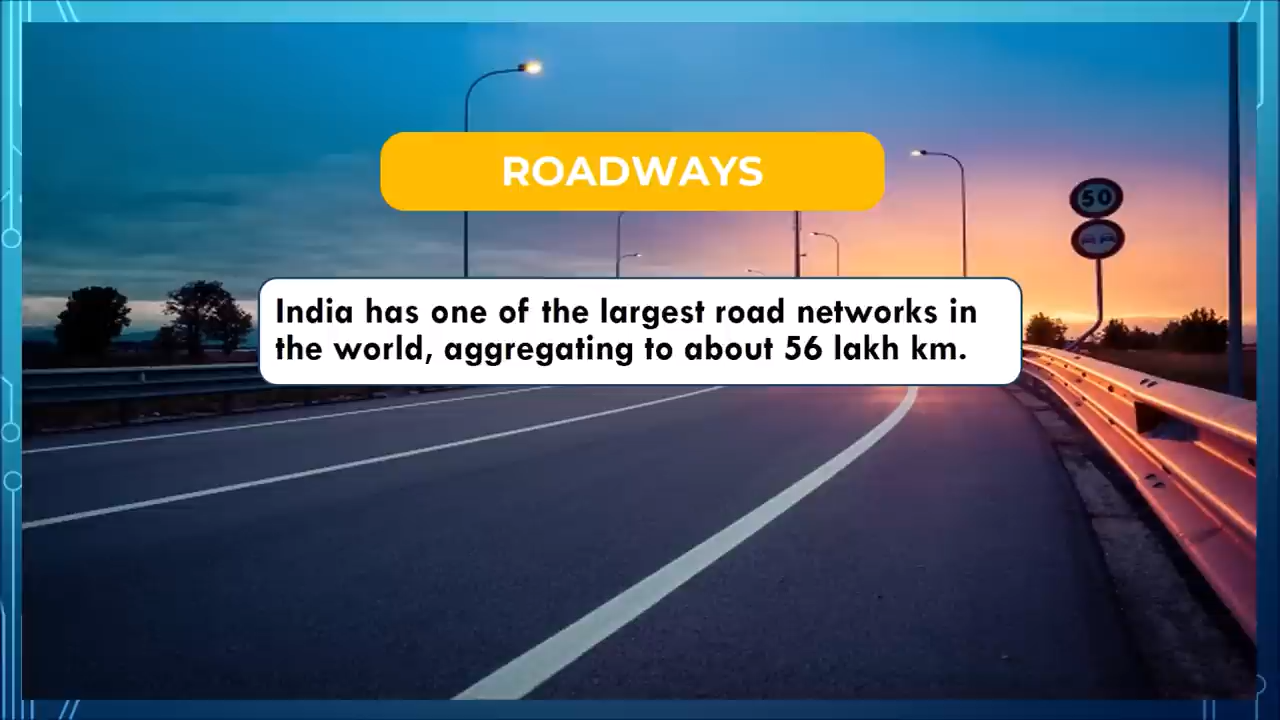 ROADWAYS
50
India has one of the largest road networks in
the world, aggregating to about 56 lakh km.